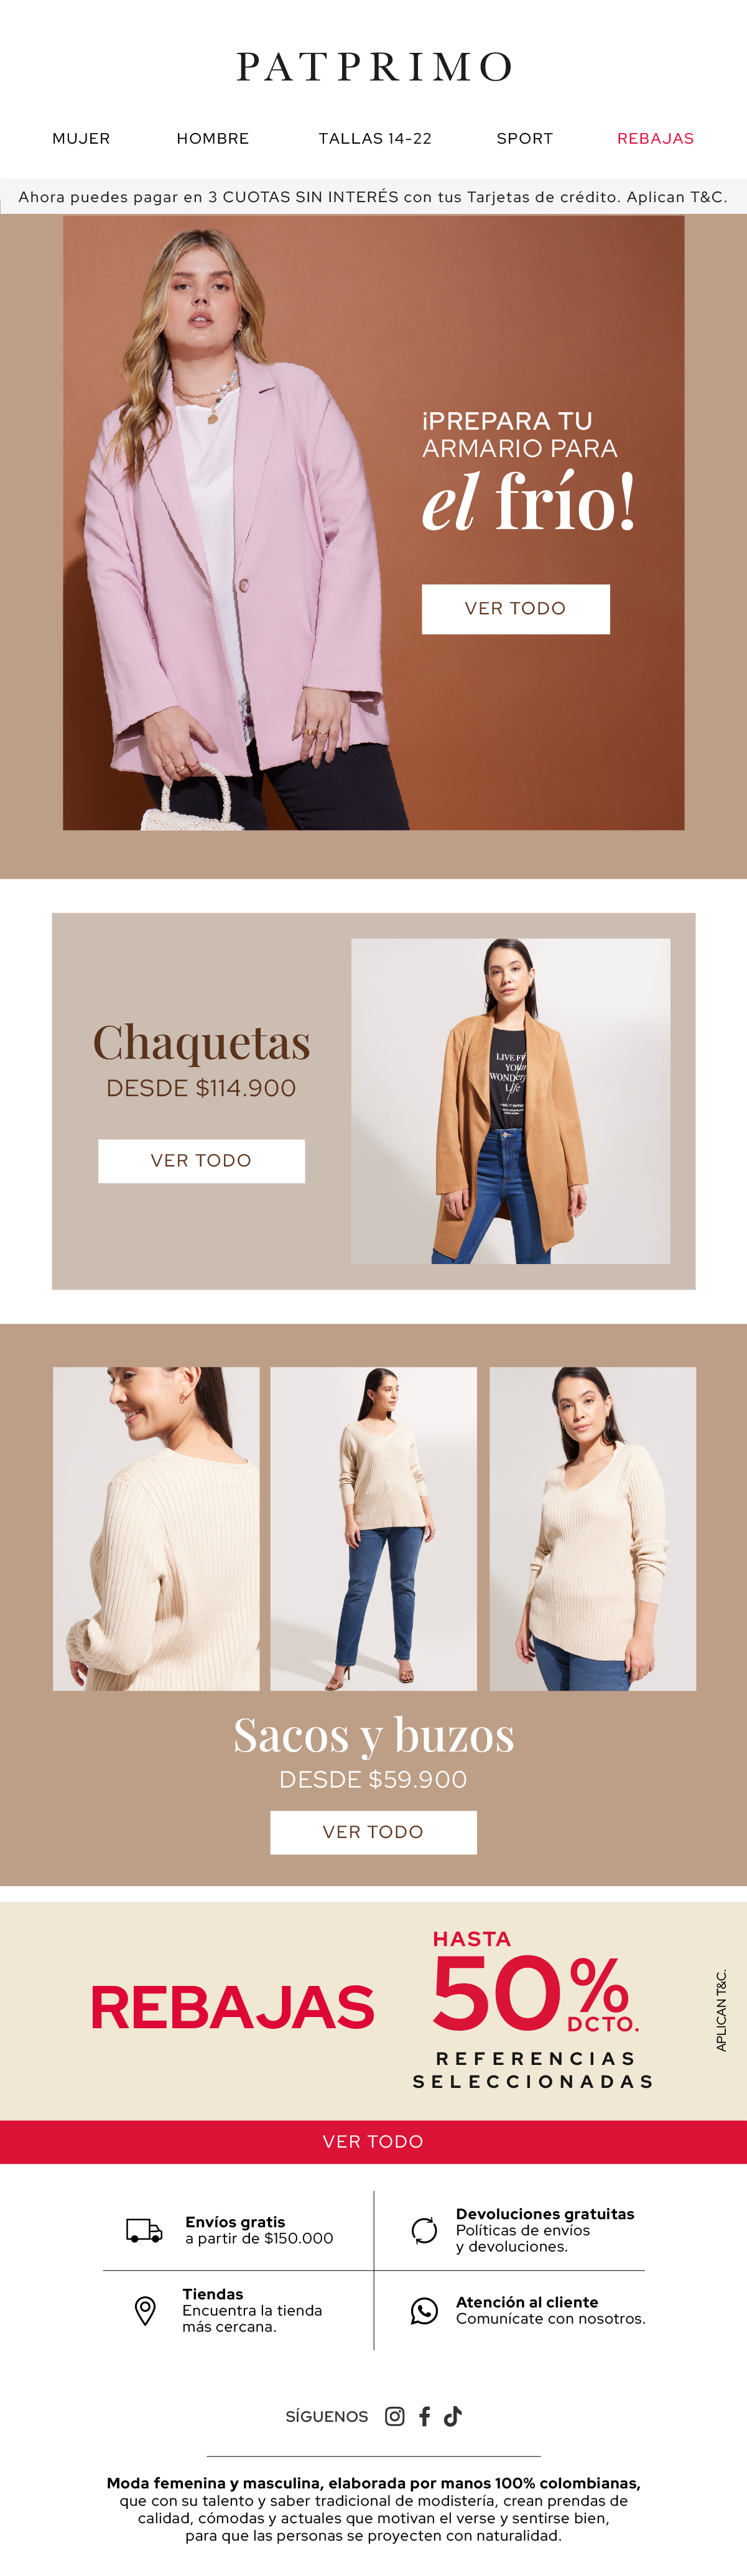 PATPRIMO
MUJER HOMBRE TALLAS 14-22 SPORT REBAJAS
Ahora puedes pagar en 3 CUOTAS SIN INTERÉS con tus Tarjetas de crédito. Aplican T&C.
¡PREPARA TU
ARMARIO PARA
el frío!
VER TODO
Chaquetas
DESDE $114.900
VER TODO
LIVE
YOU
WONDER
Life
Sacos y buzos
DESDE $59.900
VER TODO
REBAJAS
HASTA
50%
DCTO.
REFERENCIAS
SELECCIONADAS
APLICAN T&C.
VER TODO
Envíos gratis
a partir de $150.000
Devoluciones gratuitas
Políticas de envíos
y devoluciones.
Tiendas
Encuentra la tienda
más cercana.
Atención al cliente
Comunícate con nosotros.
SÍGUENOS
Moda femenina y masculina, elaborada por manos 100% colombianas,
que con su talento y saber tradicional de modistería, crean prendas de
calidad, cómodas y actuales que motivan el verse y sentirse bien,
para que las personas se proyecten con naturalidad.